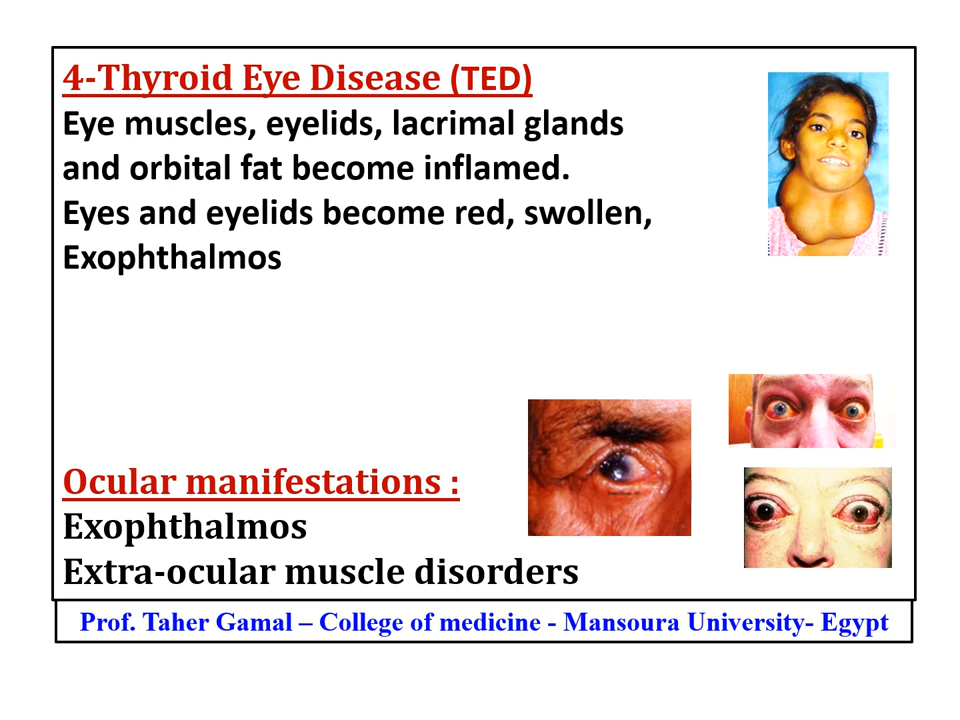 4-Thyroid Eye Disease (TED)
Eye muscles, eyelids, lacrimal glands
and orbital fat become inflamed.
Eyes and eyelids become red, swollen,
Exophthalmos
Ocular manifestations :
Exophthalmos
Extra-ocular muscle disorders
Prof. Taher Gamal – College of medicine - Mansoura University- Egypt